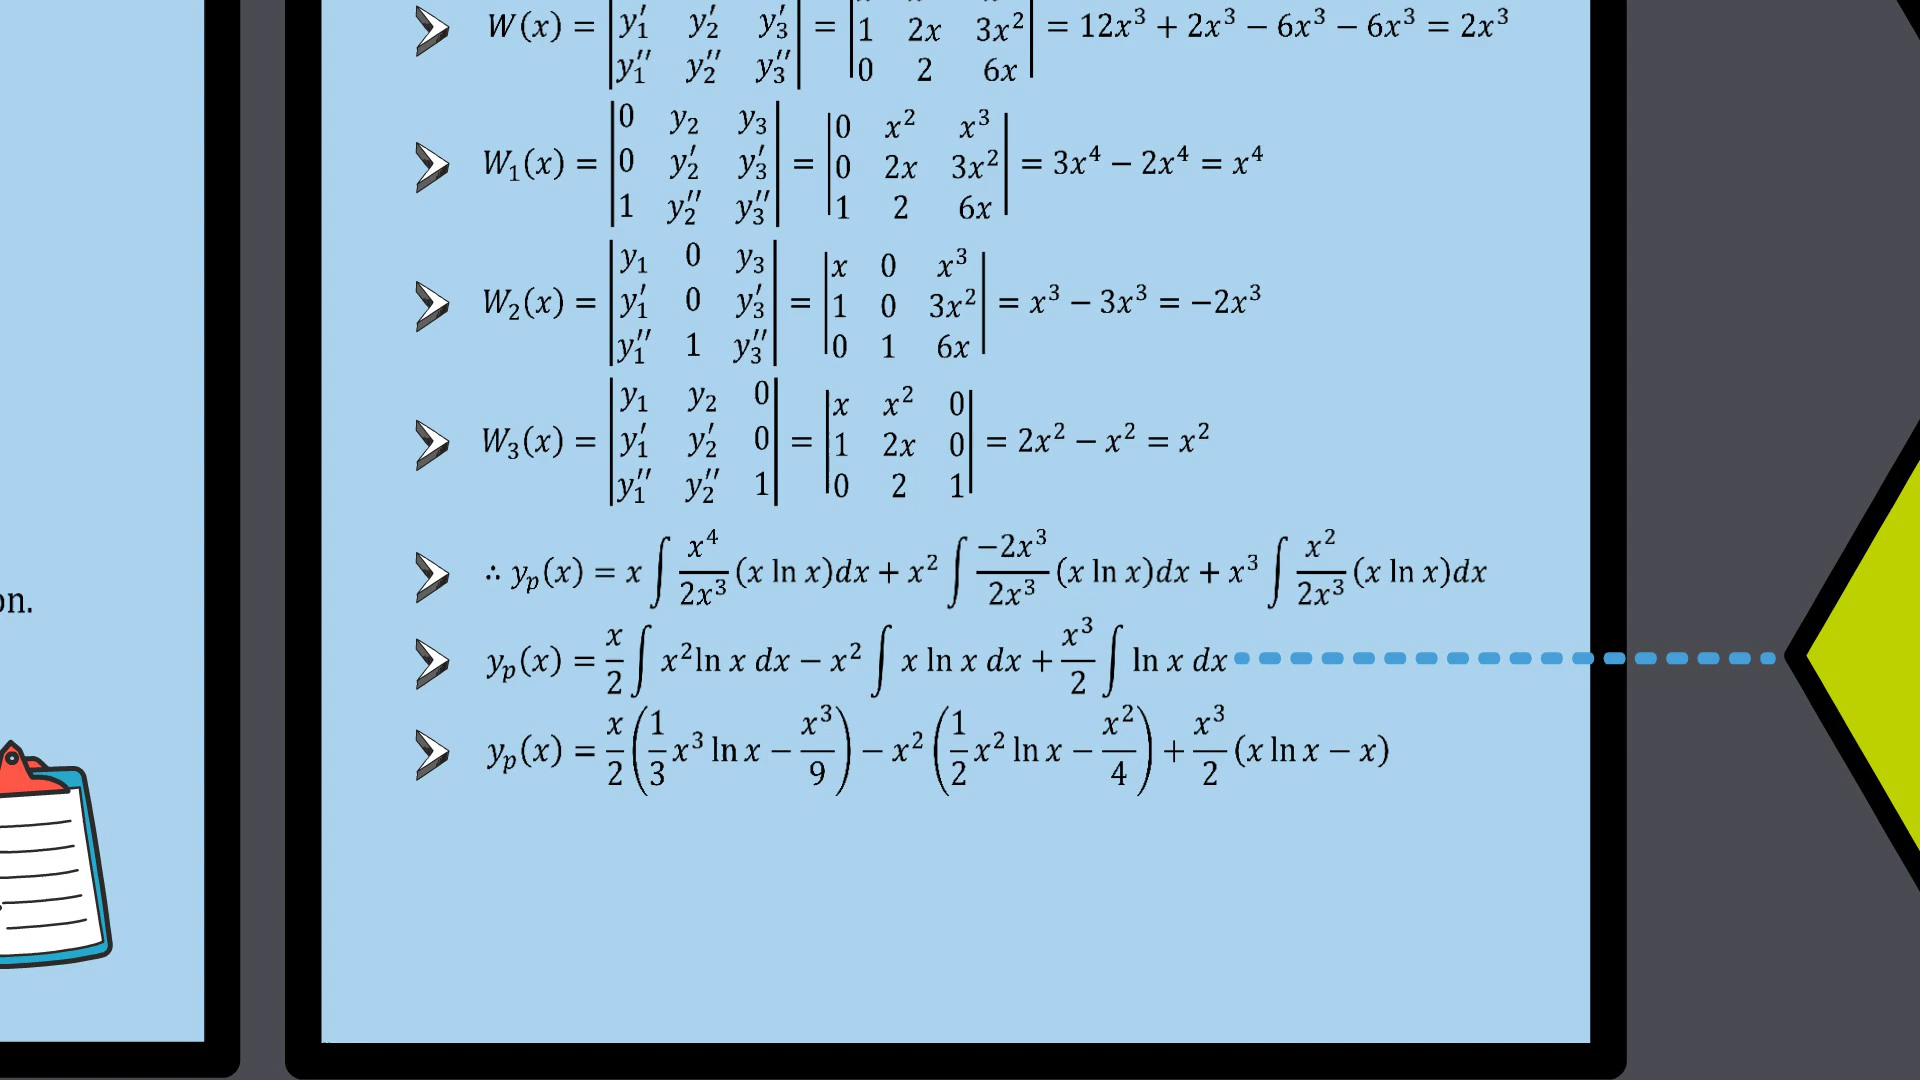 W(x) = |y₁′ y₂′ y₃′; y₁″ y₂″ y₃″| = |1 2x 3x²; 0 2 6x| = 12x³ + 2x³ − 6x³ − 6x³ = 2x³
W₁(x) = |0 y₂ y₃; 0 y₂′ y₃′; 1 y₂″ y₃″| = |0 x² x³; 0 2x 3x²; 1 2 6x| = 3x⁴ − 2x⁴ = x⁴
W₂(x) = |y₁ 0 y₃; y₁′ 0 y₃′; y₁″ 1 y₃″| = |x 0 x³; 1 0 3x²; 0 1 6x| = x³ − 3x³ = −2x³
W₃(x) = |y₁ y₂ 0; y₁′ y₂′ 0; y₁″ y₂″ 1| = |x x² 0; 1 2x 0; 0 2 1| = 2x² − x² = x²
∴ yₚ(x) = x ∫ x⁴/2x³ (x ln x)dx + x² ∫ −2x³/2x³ (x ln x)dx + x³ ∫ x²/2x³ (x ln x)dx
on.
yₚ(x) = x/2 ∫ x²ln x dx − x² ∫ x ln x dx + x³/2 ∫ ln x dx
yₚ(x) = x/2 (1/3 x³ ln x − x³/9) − x² (1/2 x² ln x − x²/4) + x³/2 (x ln x − x)